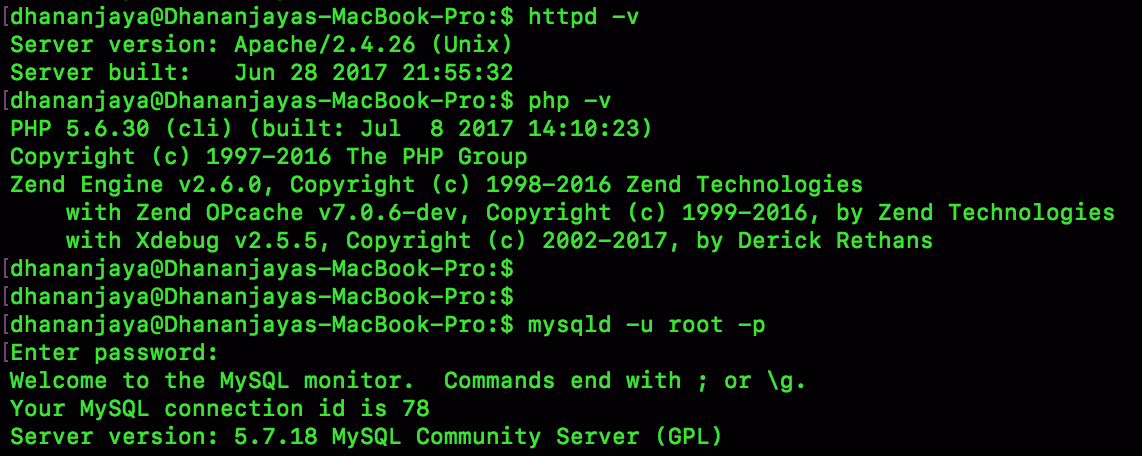 [dhananjaya@Dhananjayas-MacBook-Pro:$ httpd -v
Server version: Apache/2.4.26 (Unix)
Server built:   Jun 28 2017 21:55:32
[dhananjaya@Dhananjayas-MacBook-Pro:$ php -v
PHP 5.6.30 (cli) (built: Jul  8 2017 14:10:23)
Copyright (c) 1997-2016 The PHP Group
Zend Engine v2.6.0, Copyright (c) 1998-2016 Zend Technologies
    with Zend OPcache v7.0.6-dev, Copyright (c) 1999-2016, by Zend Technologies
    with Xdebug v2.5.5, Copyright (c) 2002-2017, by Derick Rethans
[dhananjaya@Dhananjayas-MacBook-Pro:$
[dhananjaya@Dhananjayas-MacBook-Pro:$
[dhananjaya@Dhananjayas-MacBook-Pro:$ mysqld -u root -p
[Enter password:
Welcome to the MySQL monitor.  Commands end with ; or \g.
Your MySQL connection id is 78
Server version: 5.7.18 MySQL Community Server (GPL)